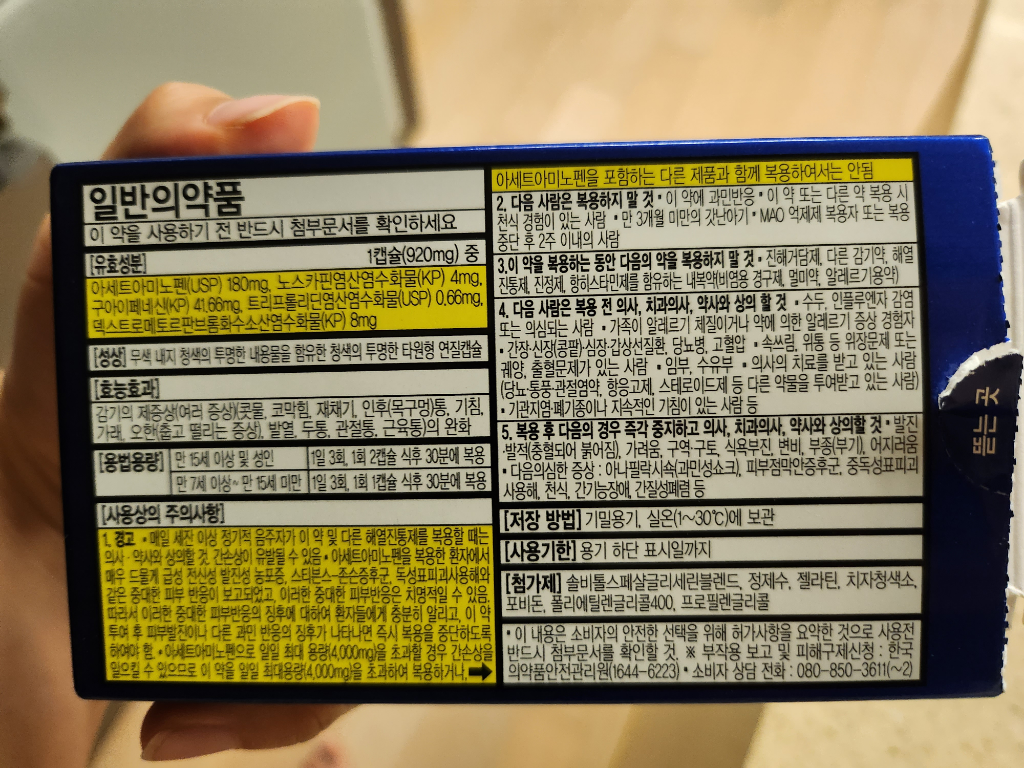 일반의약품
이 약을 사용하기 전 반드시 첨부문서를 확인하세요
[유효성분] 1캡슐(920mg) 중
아세트아미노펜(USP) 180mg, 노스카핀염산염수화물(KP) 4mg,
구아이페네신(KP) 41.66mg, 트리프롤리딘염산염수화물(USP) 0.66mg,
덱스트로메토르판브롬화수소산염수화물(KP) 8mg
[성상] 무색 내지 청색의 투명한 내용물을 함유한 청색의 투명한 타원형 연질캡슐
[효능효과]
감기의 제증상(여러 증상)(콧물, 코막힘, 재채기, 인후(목구멍)통, 기침,
가래, 오한(춥고 떨리는 증상), 발열, 두통, 관절통, 근육통)의 완화
[용법용량] 만 15세 이상 및 성인 1일 3회, 1회 2캡슐 식후 30분에 복용
만 7세 이상~ 만 15세 미만 1일 3회, 1회 1캡슐 식후 30분에 복용
[사용상의 주의사항]
1. 경고 • 매일 세잔 이상 정기적 음주자가 이 약 및 다른 해열진통제를 복용할 때는
의사·약사와 상의할 것. 간손상이 유발될 수 있음 • 아세트아미노펜을 복용한 환자에서
매우 드물게 급성 전신성 발진성 농포증, 스티븐스-존슨증후군, 독성표피괴사용해와
같은 중대한 피부 반응이 보고되었고, 이러한 중대한 피부반응은 치명적일 수 있음.
따라서 이러한 중대한 피부반응의 징후에 대하여 환자들에게 충분히 알리고, 이 약
투여 후 피부발진이나 다른 과민 반응의 징후가 나타나면 즉시 복용을 중단하도록
하여야 함 • 아세트아미노펜으로 일일 최대 용량(4,000mg)을 초과할 경우 간손상을
일으킬 수 있으므로 이 약을 일일 최대용량(4,000mg)을 초과하여 복용하거나, ➡
아세트아미노펜을 포함하는 다른 제품과 함께 복용하여서는 안됨
2. 다음 사람은 복용하지 말 것 • 이 약에 과민반응 • 이 약 또는 다른 약 복용 시
천식 경험이 있는 사람 • 만 3개월 미만의 갓난아기 • MAO 억제제 복용자 또는 복용
중단 후 2주 이내의 사람
3. 이 약을 복용하는 동안 다음의 약을 복용하지 말 것 • 진해거담제, 다른 감기약, 해열
진통제, 진정제, 항히스타민제를 함유하는 내복약(비염용 경구제, 멀미약, 알레르기용약)
4. 다음 사람은 복용 전 의사, 치과의사, 약사와 상의 할 것 • 수두, 인플루엔자 감염
또는 의심되는 사람 • 가족이 알레르기 체질이거나 약에 의한 알레르기 증상 경험자
• 간장·신장(콩팥)·심장·갑상선질환, 당뇨병, 고혈압 • 속쓰림, 위통 등 위장문제 또는
궤양, 출혈문제가 있는 사람 • 임부, 수유부 • 의사의 치료를 받고 있는 사람
(당뇨·통풍·관절염약, 항응고제, 스테로이드제 등 다른 약물을 투여받고 있는 사람)
• 기관지염·폐기종이나 지속적인 기침이 있는 사람 등
5. 복용 후 다음의 경우 즉각 중지하고 의사, 치과의사, 약사와 상의할 것 • 발진
·발적(충혈되어 붉어짐), 가려움, 구역·구토, 식욕부진, 변비, 부종(부기), 어지러움
• 다음의심한 증상 : 아나필락시숙(과민성쇼크), 피부점막안증후군, 중독성표피괴
사용해, 천식, 간기능장애, 간질성폐렴 등
[저장 방법] 기밀용기, 실온(1~30℃)에 보관
[사용기한] 용기 하단 표시일까지
[첨가제] 솔비톨스페샬글리세린블렌드, 정제수, 젤라틴, 치자청색소,
포비돈, 폴리에틸렌글리콜400, 프로필렌글리콜
• 이 내용은 소비자의 안전한 선택을 위해 허가사항을 요약한 것으로 사용전
반드시 첨부문서를 확인할 것. ※ 부작용 보고 및 피해구제신청 : 한국
의약품안전관리원(1644-6223) • 소비자 상담 전화 : 080-850-3611(~2)
뜯는 곳